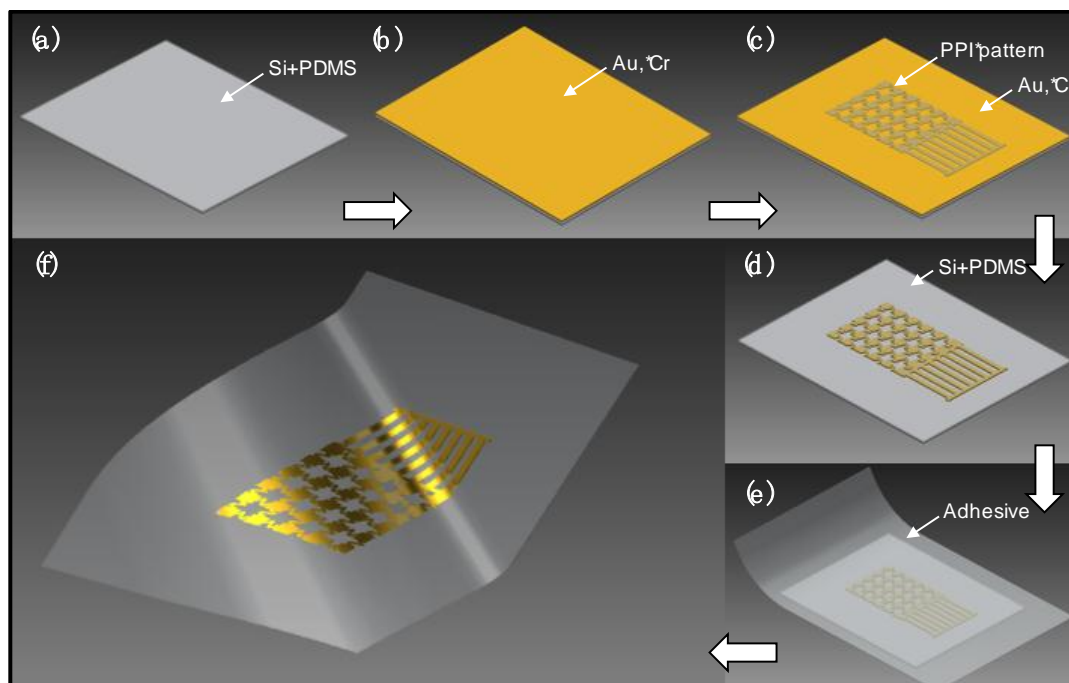 (a)
Si+PDMS
(b)
Au,*Cr
(c)
PPI*pattern
Au,*C
(d)
Si+PDMS
(e)
Adhesive
(f)